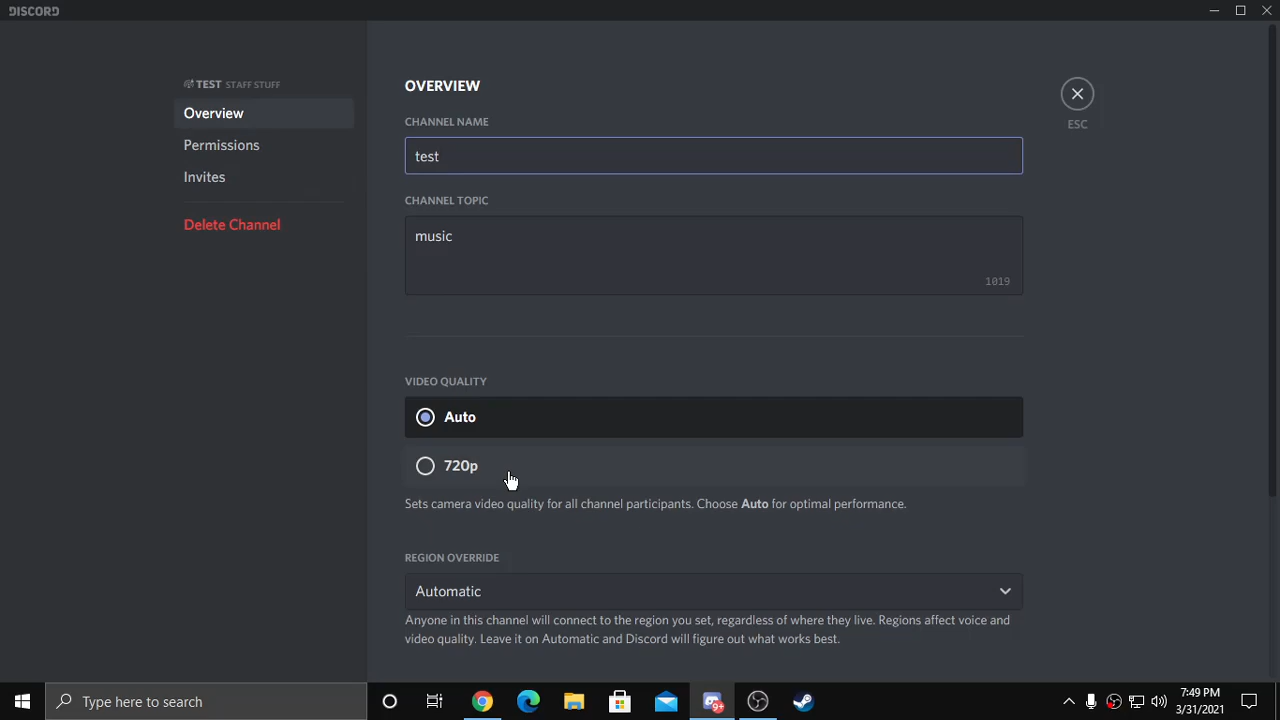 DISCORD
TEST STAFF STUFF
Overview
Permissions
Invites
Delete Channel
OVERVIEW
CHANNEL NAME
test
CHANNEL TOPIC
music
1019
VIDEO QUALITY
Auto
720p
Sets camera video quality for all channel participants. Choose Auto for optimal performance.
REGION OVERRIDE
Automatic
Anyone in this channel will connect to the region you set, regardless of where they live. Regions affect voice and
video quality. Leave it on Automatic and Discord will figure out what works best.
ESC
Type here to search
9+
7:49 PM
3/31/2021